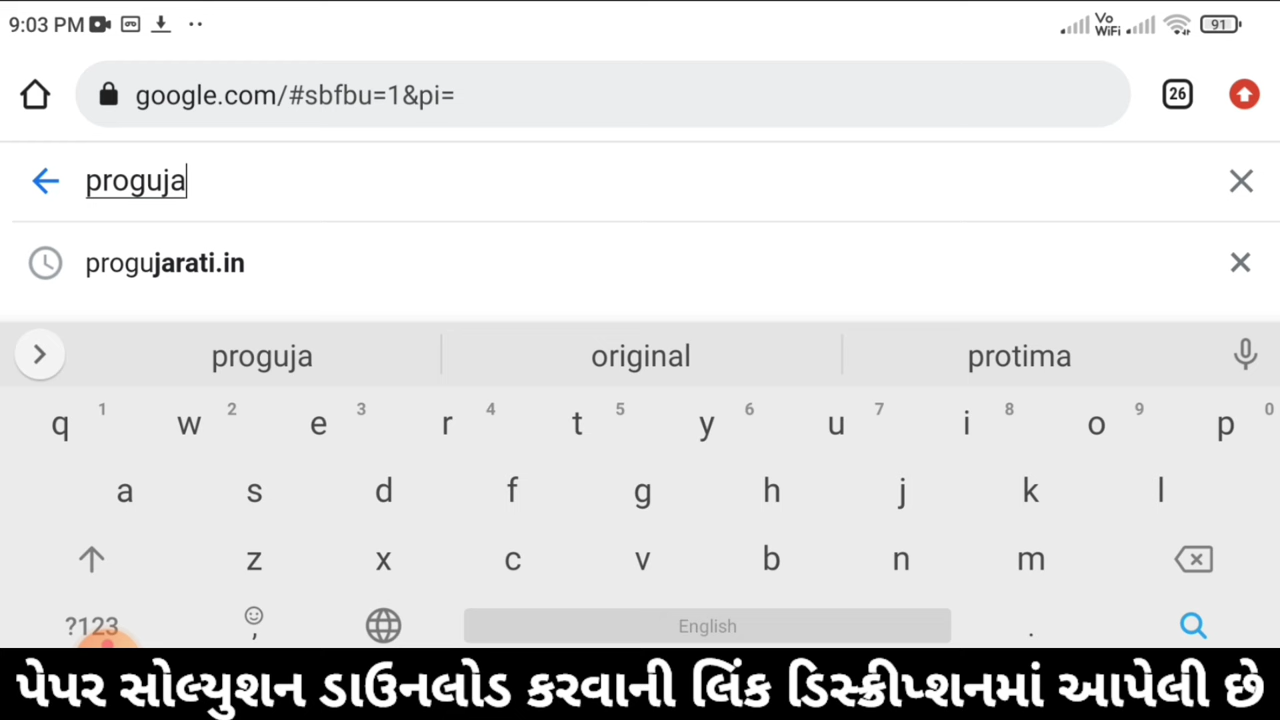 9:03 PM Vo WiFi 91
google.com/#sbfbu=1&pi= 26
proguja
progujarati.in
proguja original protima
q 1 w 2 e 3 r 4 t 5 y 6 u 7 i 8 o 9 p 0
a s d f g h j k l
z x c v b n m
?123 , English .
પેપર સોલ્યુશન ડાઉનલોડ કરવાની લિંક ડિસ્ક્રીપ્શનમાં આપેલી છે